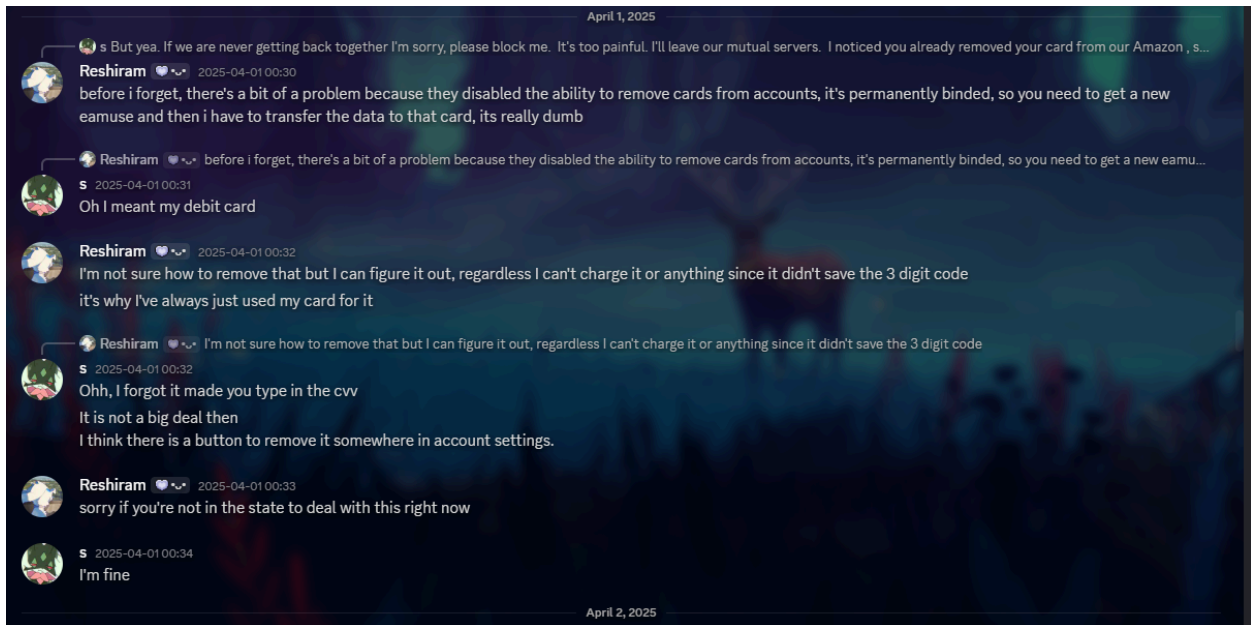 April 1, 2025
s But yea. If we are never getting back together I'm sorry, please block me. It's too painful. I'll leave our mutual servers. I noticed you already removed your card from our Amazon , s...
Reshiram 2025-04-01 00:30
before i forget, there's a bit of a problem because they disabled the ability to remove cards from accounts, it's permanently binded, so you need to get a new
eamuse and then i have to transfer the data to that card, its really dumb
Reshiram before i forget, there's a bit of a problem because they disabled the ability to remove cards from accounts, it's permanently binded, so you need to get a new eamu...
s 2025-04-01 00:31
Oh I meant my debit card
Reshiram 2025-04-01 00:32
I'm not sure how to remove that but I can figure it out, regardless I can't charge it or anything since it didn't save the 3 digit code
it's why I've always just used my card for it
Reshiram I'm not sure how to remove that but I can figure it out, regardless I can't charge it or anything since it didn't save the 3 digit code
s 2025-04-01 00:32
Ohh, I forgot it made you type in the cvv
It is not a big deal then
I think there is a button to remove it somewhere in account settings.
Reshiram 2025-04-01 00:33
sorry if you're not in the state to deal with this right now
s 2025-04-01 00:34
I'm fine
April 2, 2025